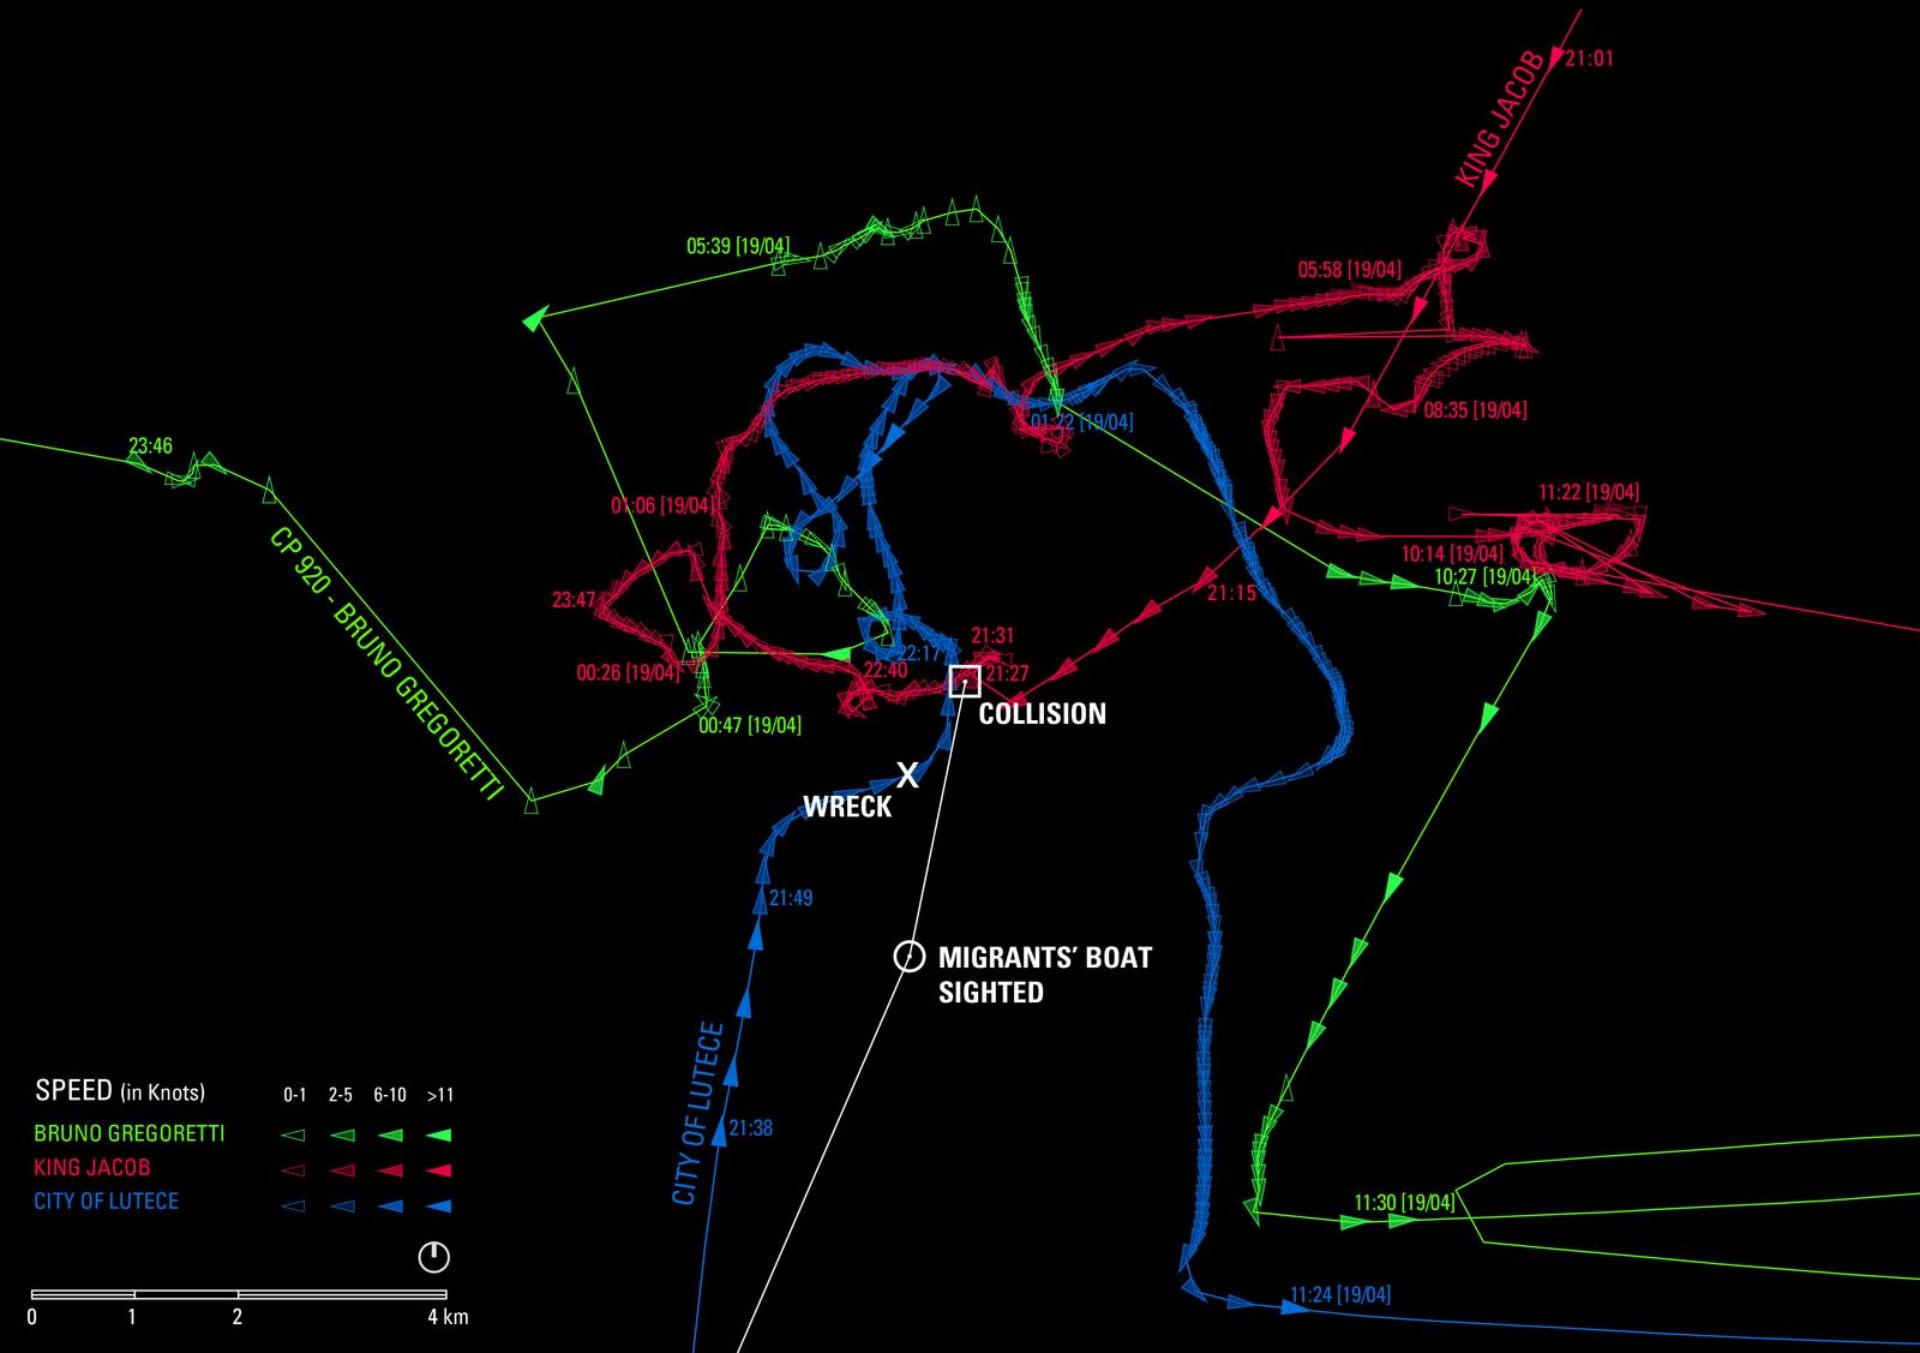 21:01
KING JACOB
05:39 [19/04]
05:58 [19/04]
08:35 [19/04]
01:22 [19/04]
23:46
11:22 [19/04]
01:06 [19/04]
10:14 [19/04]
10:27 [19/04]
CP 920 - BRUNO GREGORETTI
23:47
21:15
21:31
22:17
22:40
21:27
00:26 [19/04]
COLLISION
00:47 [19/04]
WRECK
21:49
MIGRANTS’ BOAT
SIGHTED
CITY OF LUTECE
21:38
SPEED (in Knots) 0-1 2-5 6-10 >11
BRUNO GREGORETTI
KING JACOB
CITY OF LUTECE
11:30 [19/04]
11:24 [19/04]
0 1 2 4 km